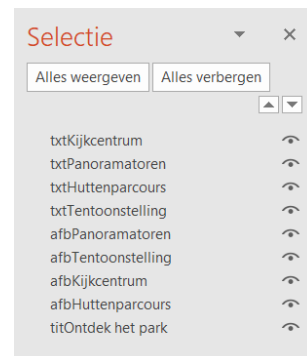 Selectie
Alles weergeven Alles verbergen
txtKijkcentrum
txtPanoramatoren
txtHuttenparcours
txtTentoonstelling
afbPanoramatoren
afbTentoonstelling
afbKijkcentrum
afbHuttenparcours
titOntdek het park